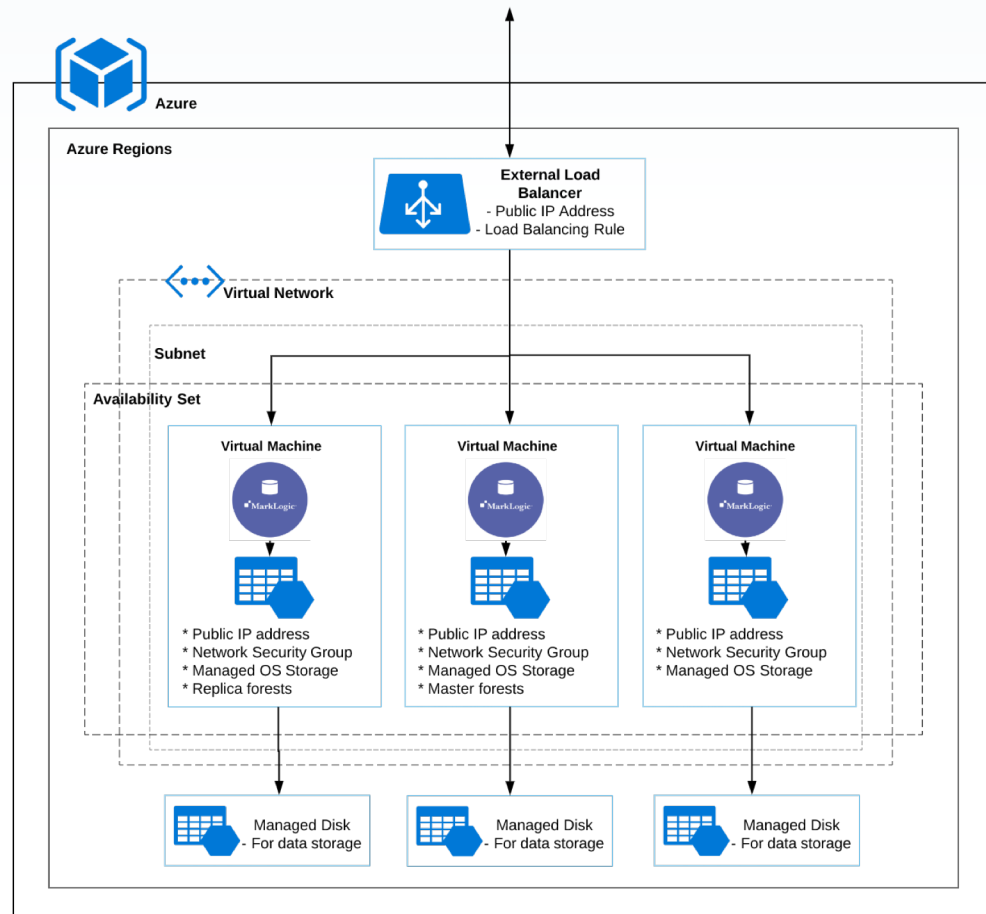 Azure
Azure Regions
External Load
Balancer
- Public IP Address
- Load Balancing Rule
Virtual Network
Subnet
Availability Set
Virtual Machine
MarkLogic
* Public IP address
* Network Security Group
* Managed OS Storage
* Replica forests
Virtual Machine
MarkLogic
* Public IP address
* Network Security Group
* Managed OS Storage
* Master forests
Virtual Machine
MarkLogic
* Public IP address
* Network Security Group
* Managed OS Storage
Managed Disk
- For data storage
Managed Disk
- For data storage
Managed Disk
- For data storage